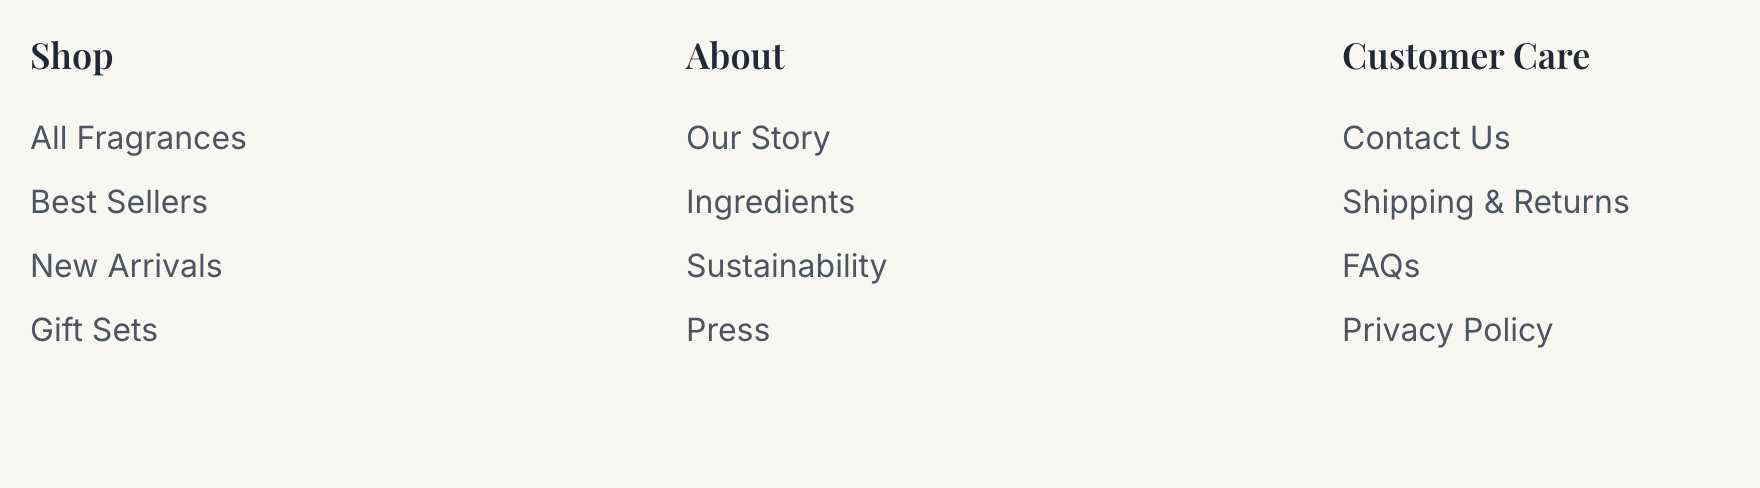 Shop
All Fragrances
Best Sellers
New Arrivals
Gift Sets
About
Our Story
Ingredients
Sustainability
Press
Customer Care
Contact Us
Shipping & Returns
FAQs
Privacy Policy